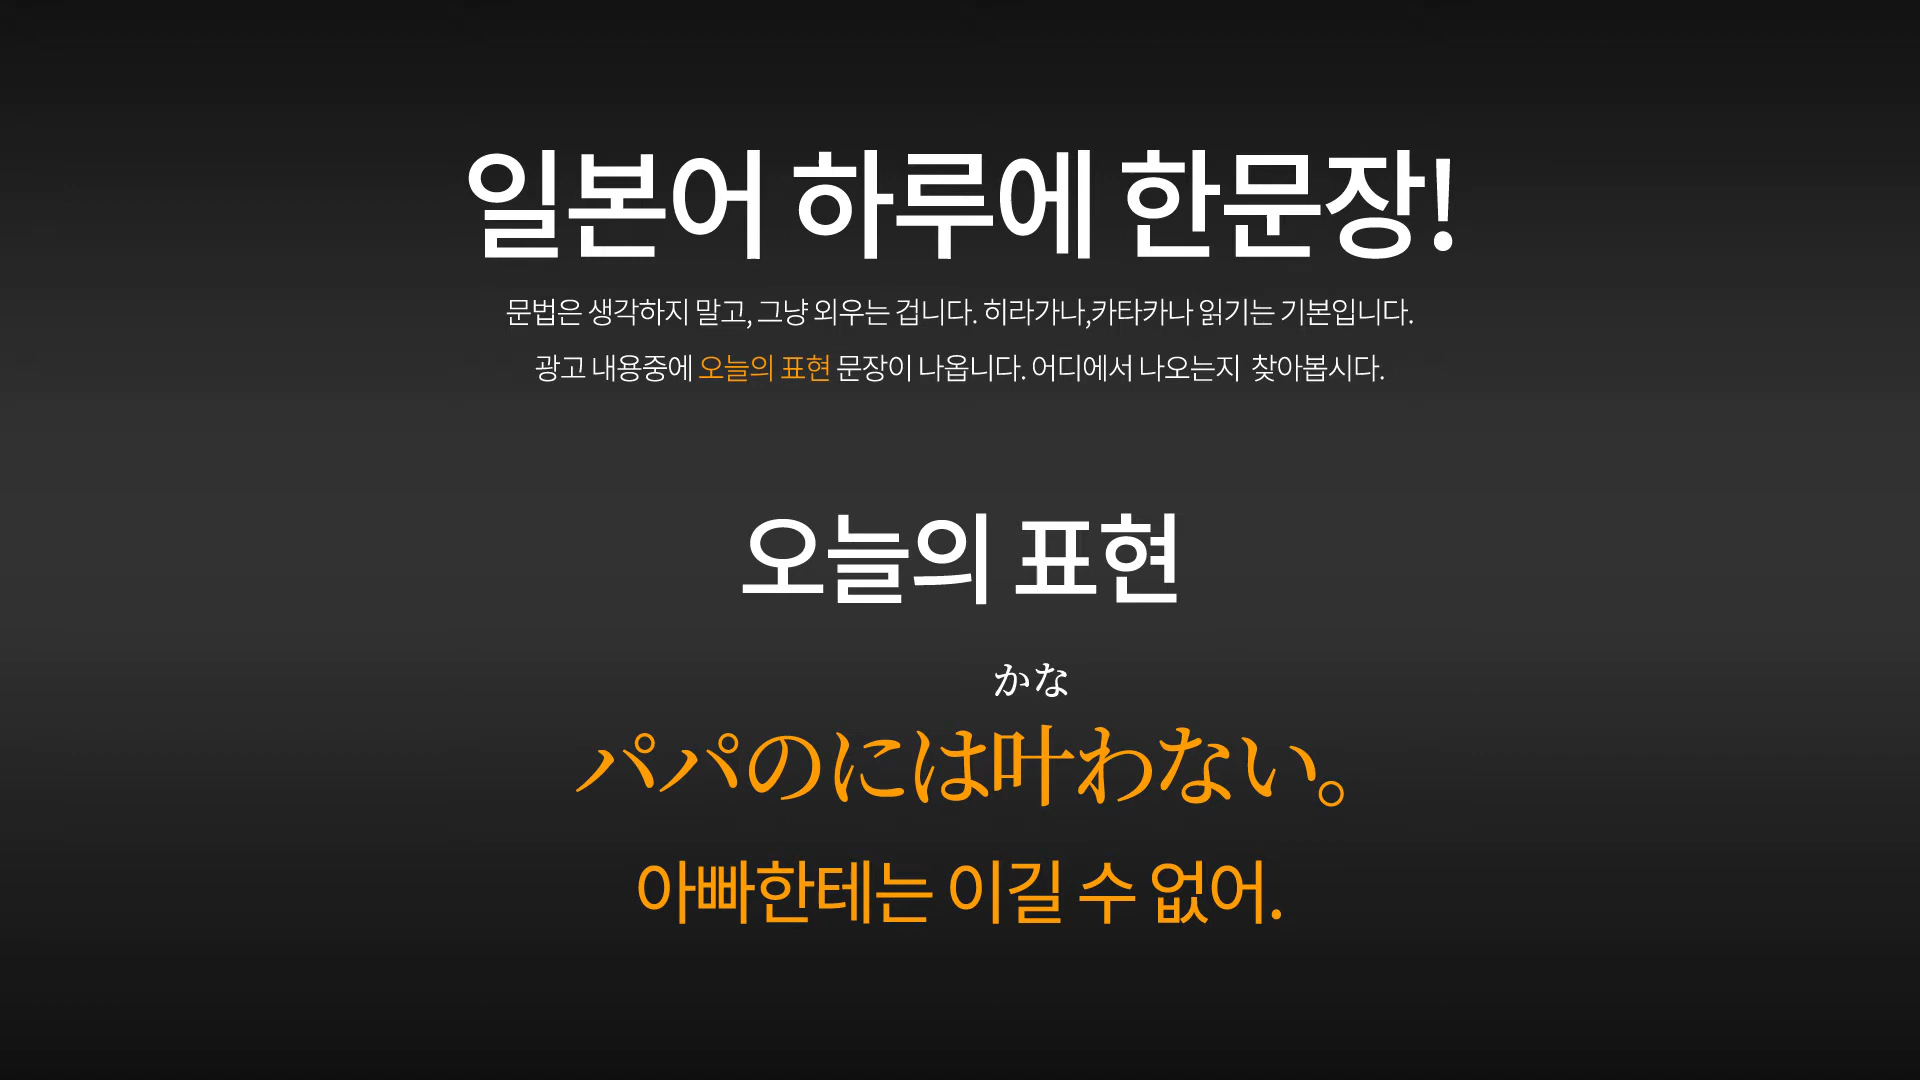 일본어 하루에 한문장!
문법은 생각하지 말고, 그냥 외우는 겁니다. 히라가나,카타카나 읽기는 기본입니다.
광고 내용중에 오늘의 표현 문장이 나옵니다. 어디에서 나오는지 찾아봅시다.
오늘의 표현
かな
パパのには叶わない。
아빠한테는 이길 수 없어.